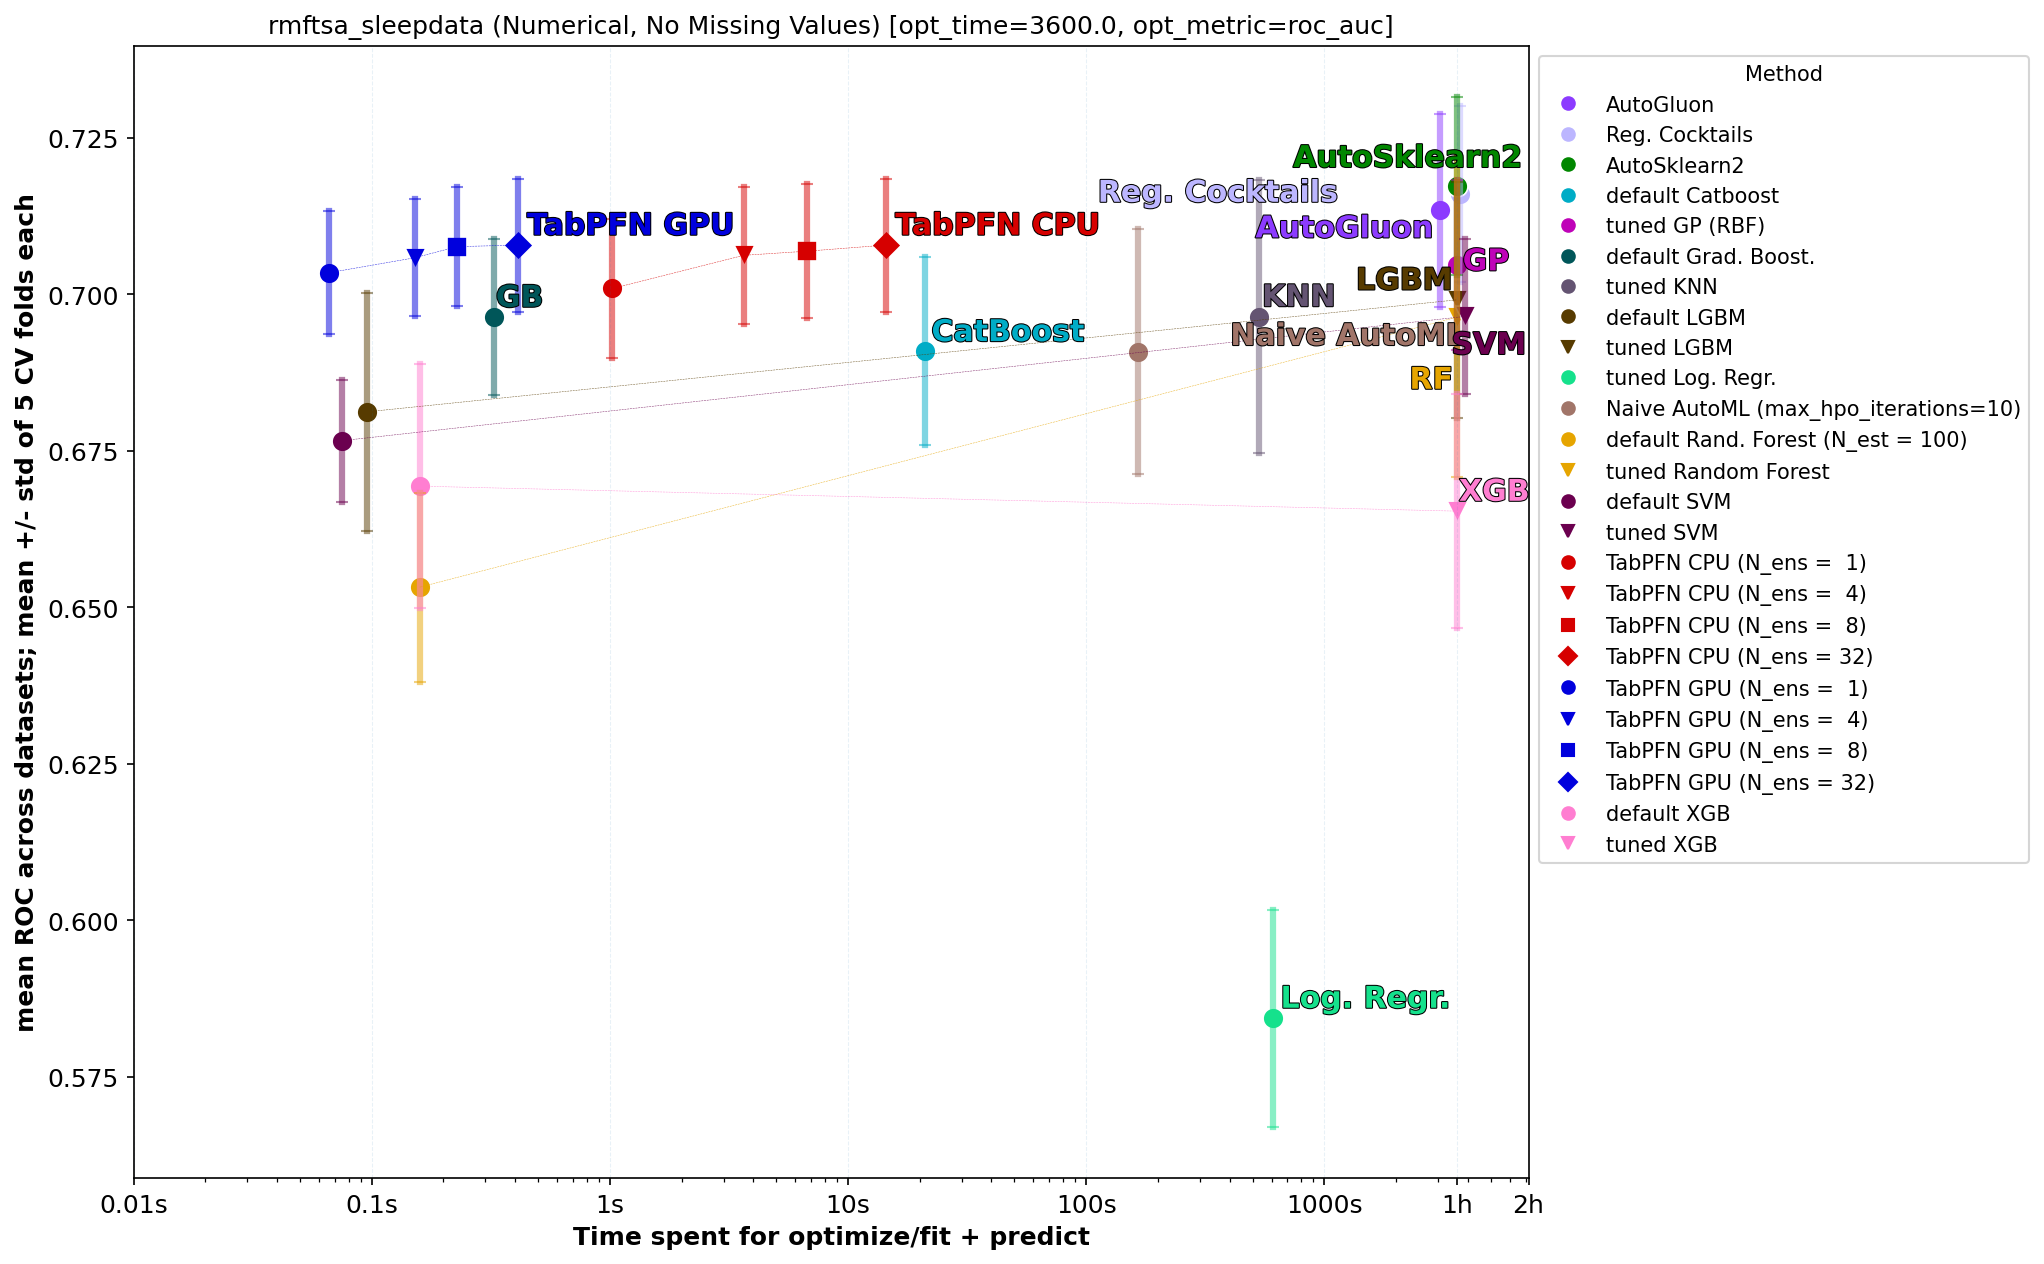 rmftsa_sleepdata (Numerical, No Missing Values) [opt_time=3600.0, opt_metric=roc_auc]
mean ROC across datasets; mean +/- std of 5 CV folds each
0.725
0.700
0.675
0.650
0.625
0.600
0.575
AutoSklearn2
Reg. Cocktails
AutoGluon
TabPFN GPU
TabPFN CPU
GP
LGBM
GB
KNN
CatBoost
Naive AutoML
SVM
RF
XGB
Log. Regr.
0.01s
0.1s
1s
10s
100s
1000s
1h
2h
Time spent for optimize/fit + predict
Method
AutoGluon
Reg. Cocktails
AutoSklearn2
default Catboost
tuned GP (RBF)
default Grad. Boost.
tuned KNN
default LGBM
tuned LGBM
tuned Log. Regr.
Naive AutoML (max_hpo_iterations=10)
default Rand. Forest (N_est = 100)
tuned Random Forest
default SVM
tuned SVM
TabPFN CPU (N_ens =  1)
TabPFN CPU (N_ens =  4)
TabPFN CPU (N_ens =  8)
TabPFN CPU (N_ens = 32)
TabPFN GPU (N_ens =  1)
TabPFN GPU (N_ens =  4)
TabPFN GPU (N_ens =  8)
TabPFN GPU (N_ens = 32)
default XGB
tuned XGB